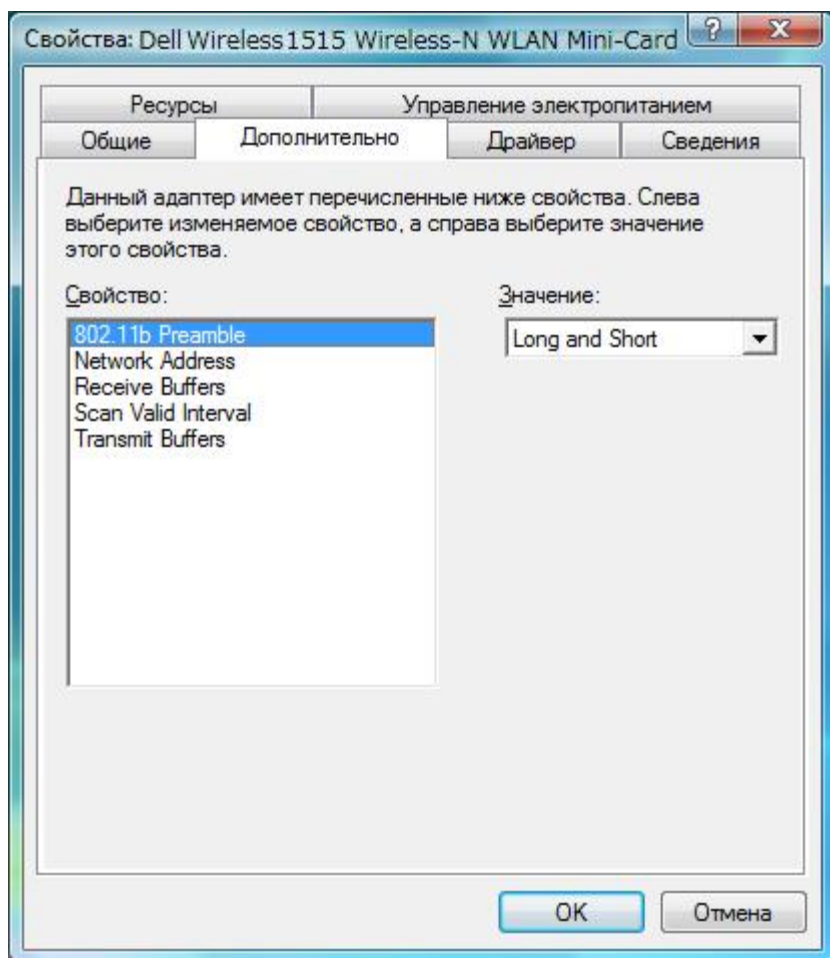 Свойства: Dell Wireless1515 Wireless-N WLAN Mini-Card
Ресурсы
Управление электропитанием
Общие
Дополнительно
Драйвер
Сведения
Данный адаптер имеет перечисленные ниже свойства. Слева
выберите изменяемое свойство, а справа выберите значение
этого свойства.
Свойство:
Значение:
802.11b Preamble
Network Address
Receive Buffers
Scan Valid Interval
Transmit Buffers
Long and Short
OK
Отмена